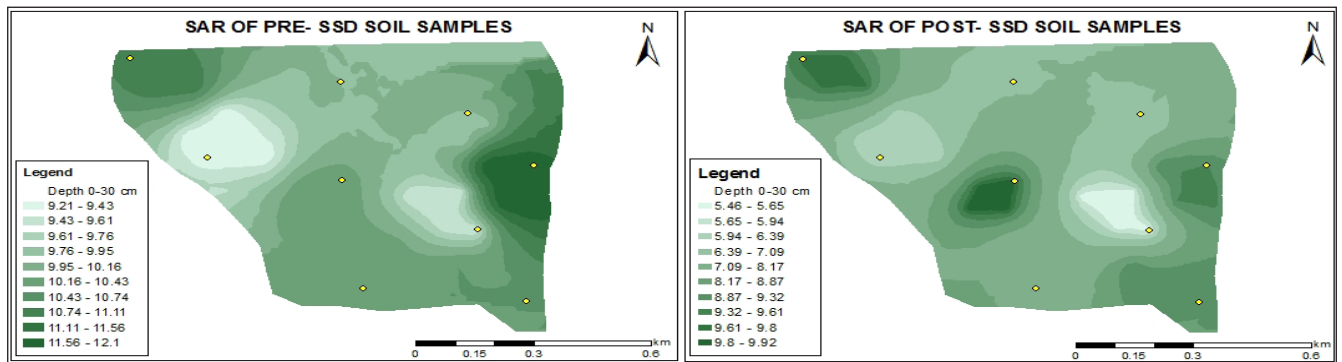 SAR OF PRE- SSD SOIL SAMPLES
N
Legend
Depth 0-30 cm
9.21 - 9.43
9.43 - 9.61
9.61 - 9.76
9.76 - 9.95
9.95 - 10.16
10.16 - 10.43
10.43 - 10.74
10.74 - 11.11
11.11 - 11.56
11.56 - 12.1
km
0 0.15 0.3 0.6
SAR OF POST- SSD SOIL SAMPLES
N
Legend
Depth 0-30 cm
5.46 - 5.65
5.65 - 5.94
5.94 - 6.39
6.39 - 7.09
7.09 - 8.17
8.17 - 8.87
8.87 - 9.32
9.32 - 9.61
9.61 - 9.8
9.8 - 9.92
km
0 0.15 0.3 0.6